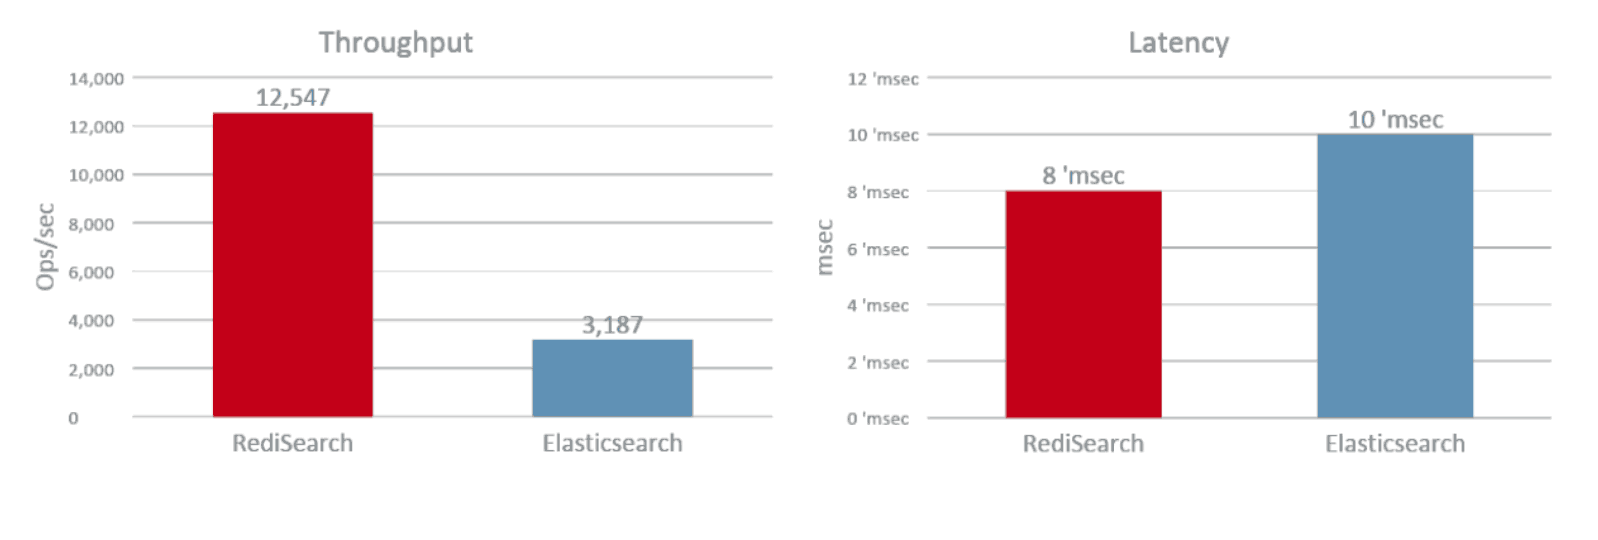 Throughput
14,000
12,547
12,000
10,000
8,000
6,000
4,000
3,187
2,000
0
Ops/sec
RediSearch
Elasticsearch
Latency
12 'msec
10 'msec
10 'msec
8 'msec
8 'msec
6 'msec
4 'msec
2 'msec
0 'msec
msec
RediSearch
Elasticsearch